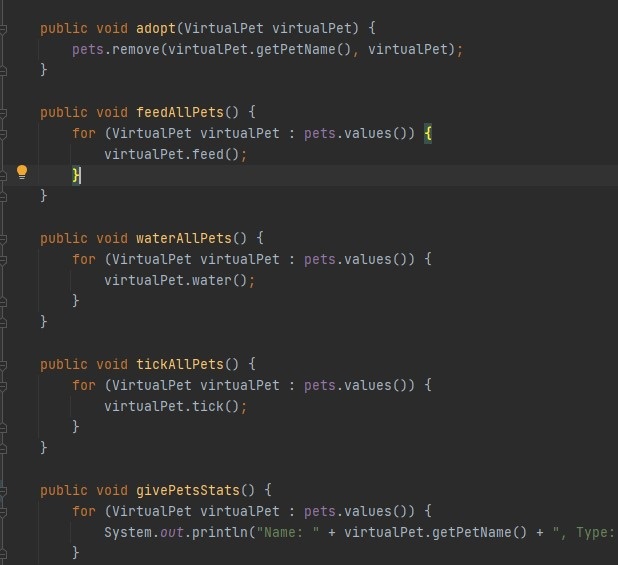 public void adopt(VirtualPet virtualPet) {
pets.remove(virtualPet.getPetName(), virtualPet);
}
public void feedAllPets() {
for (VirtualPet virtualPet : pets.values()) {
virtualPet.feed();
}
}
public void waterAllPets() {
for (VirtualPet virtualPet : pets.values()) {
virtualPet.water();
}
}
public void tickAllPets() {
for (VirtualPet virtualPet : pets.values()) {
virtualPet.tick();
}
}
public void givePetsStats() {
for (VirtualPet virtualPet : pets.values()) {
System.out.println("Name: " + virtualPet.getPetName() + ", Type:
}